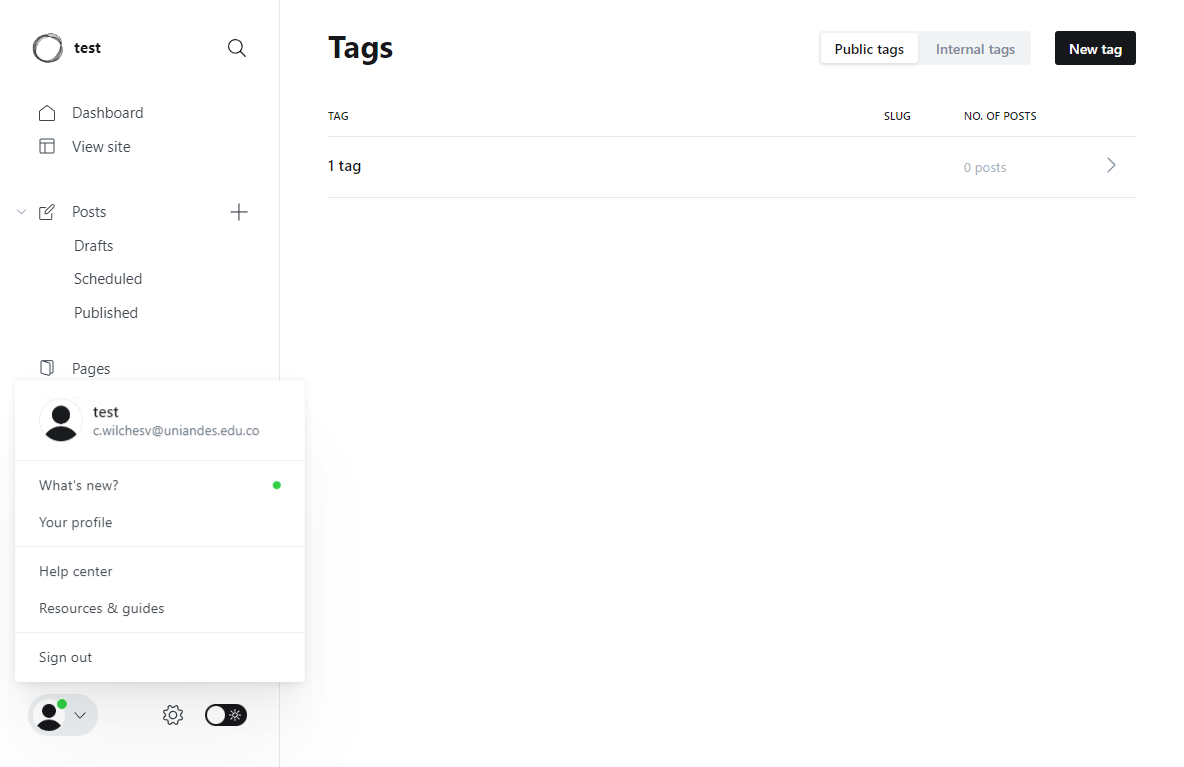 test
Dashboard
View site
Posts
Drafts
Scheduled
Published
Pages
test
c.wilchesv@uniandes.edu.co
What's new?
Your profile
Help center
Resources & guides
Sign out
Tags
Public tags
Internal tags
New tag
TAG SLUG NO. OF POSTS
1 tag 0 posts